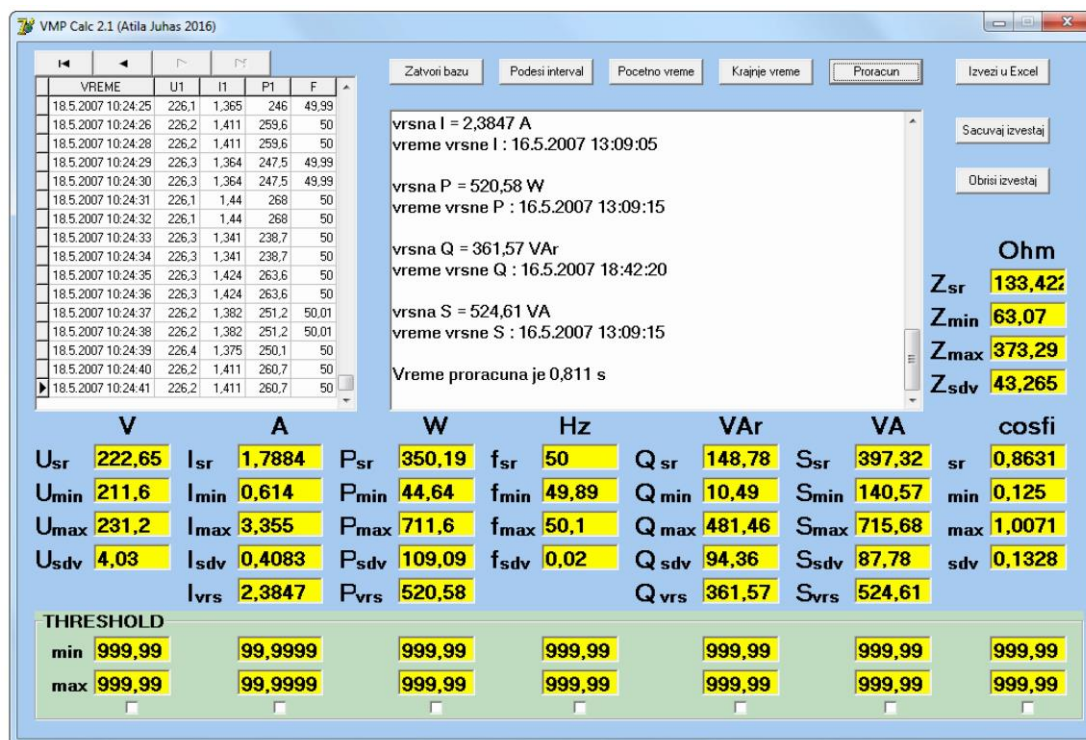 VMP Calc 2.1 (Atila Juhas 2016)
Zatvori bazu Podesi interval Pocetno vreme Krajnje vreme Proracun Izvezi u Excel
Sacuvaj izvestaj
Obrisi izvestaj
VREME U1 I1 P1 F
18.5.2007 10:24:25 226,1 1,365 246 49,99
18.5.2007 10:24:26 226,2 1,411 259,6 50
18.5.2007 10:24:28 226,2 1,411 259,6 50
18.5.2007 10:24:29 226,3 1,364 247,5 49,99
18.5.2007 10:24:30 226,3 1,364 247,5 49,99
18.5.2007 10:24:31 226,1 1,44 268 50
18.5.2007 10:24:32 226,1 1,44 268 50
18.5.2007 10:24:33 226,3 1,341 238,7 50
18.5.2007 10:24:34 226,3 1,341 238,7 50
18.5.2007 10:24:35 226,3 1,424 263,6 50
18.5.2007 10:24:36 226,3 1,424 263,6 50
18.5.2007 10:24:37 226,2 1,382 251,2 50,01
18.5.2007 10:24:38 226,2 1,382 251,2 50,01
18.5.2007 10:24:39 226,4 1,375 250,1 50
18.5.2007 10:24:40 226,2 1,411 260,7 50
18.5.2007 10:24:41 226,2 1,411 260,7 50
vrsna I = 2,3847 A
vreme vrsne I : 16.5.2007 13:09:05
vrsna P = 520,58 W
vreme vrsne P : 16.5.2007 13:09:15
vrsna Q = 361,57 VAr
vreme vrsne Q : 16.5.2007 18:42:20
vrsna S = 524,61 VA
vreme vrsne S : 16.5.2007 13:09:15
Vreme proracuna je 0,811 s
Ohm
Zsr 133,422
Zmin 63,07
Zmax 373,29
Zsdv 43,265
V A W Hz VAr VA cosfi
Usr 222,65 Isr 1,7884 Psr 350,19 fsr 50 Qsr 148,78 Ssr 397,32 sr 0,8631
Umin 211,6 Imin 0,614 Pmin 44,64 fmin 49,89 Qmin 10,49 Smin 140,57 min 0,125
Umax 231,2 Imax 3,355 Pmax 711,6 fmax 50,1 Qmax 481,46 Smax 715,68 max 1,0071
Usdv 4,03 Isdv 0,4083 Psdv 109,09 fsdv 0,02 Qsdv 94,36 Ssdv 87,78 sdv 0,1328
Ivrs 2,3847 Pvrs 520,58 Qvrs 361,57 Svrs 524,61
THRESHOLD
min 999,99 99,9999 999,99 999,99 999,99 999,99 999,99
max 999,99 99,9999 999,99 999,99 999,99 999,99 999,99